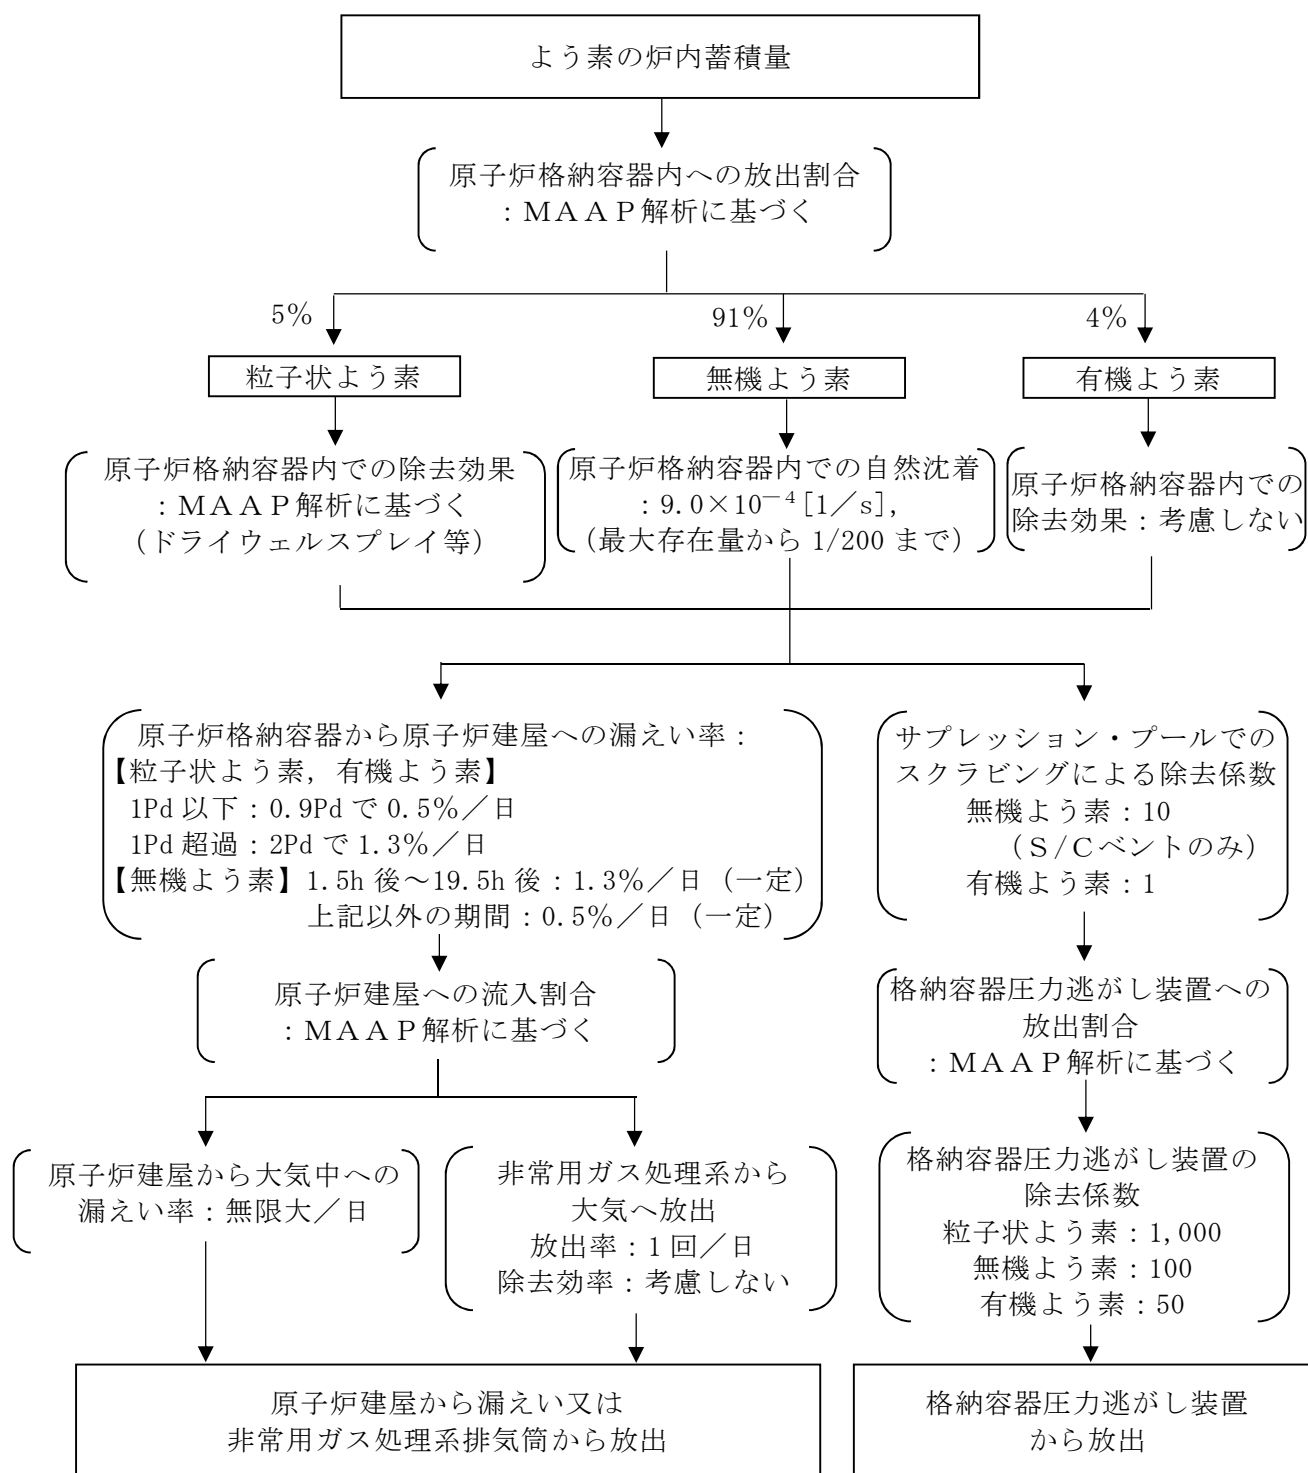 よう素の炉内蓄積量
原子炉格納容器内への放出割合
：ＭＡＡＰ解析に基づく
5%
91%
4%
粒子状よう素
無機よう素
有機よう素
原子炉格納容器内での除去効果
：ＭＡＡＰ解析に基づく
（ドライウェルスプレイ等）
原子炉格納容器内での自然沈着
：9.0×10⁻⁴[1／s],
（最大存在量から 1/200 まで）
原子炉格納容器内での
除去効果：考慮しない
原子炉格納容器から原子炉建屋への漏えい率：
【粒子状よう素，有機よう素】
1Pd 以下：0.9Pd で 0.5％／日
1Pd 超過：2Pd で 1.3％／日
【無機よう素】1.5h 後～19.5h 後：1.3％／日（一定）
上記以外の期間：0.5％／日（一定）
サプレッション・プールでの
スクラビングによる除去係数
無機よう素：10
（Ｓ/Ｃベントのみ）
有機よう素：1
原子炉建屋への流入割合
：ＭＡＡＰ解析に基づく
格納容器圧力逃がし装置への
放出割合
：ＭＡＡＰ解析に基づく
原子炉建屋から大気中への
漏えい率：無限大／日
非常用ガス処理系から
大気へ放出
放出率：1 回／日
除去効率：考慮しない
格納容器圧力逃がし装置の
除去係数
粒子状よう素：1,000
無機よう素：100
有機よう素：50
原子炉建屋から漏えい又は
非常用ガス処理系排気筒から放出
格納容器圧力逃がし装置
から放出